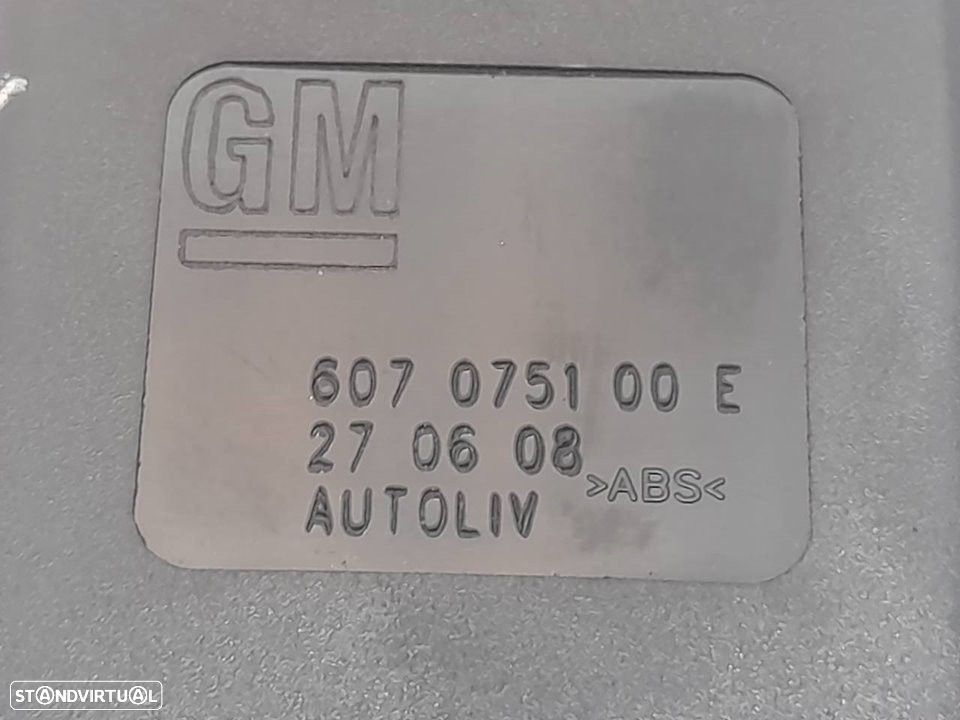 GM
607 0751 00 E
27 06 08
>ABS<
AUTOLIV
STANDVIRTUAL